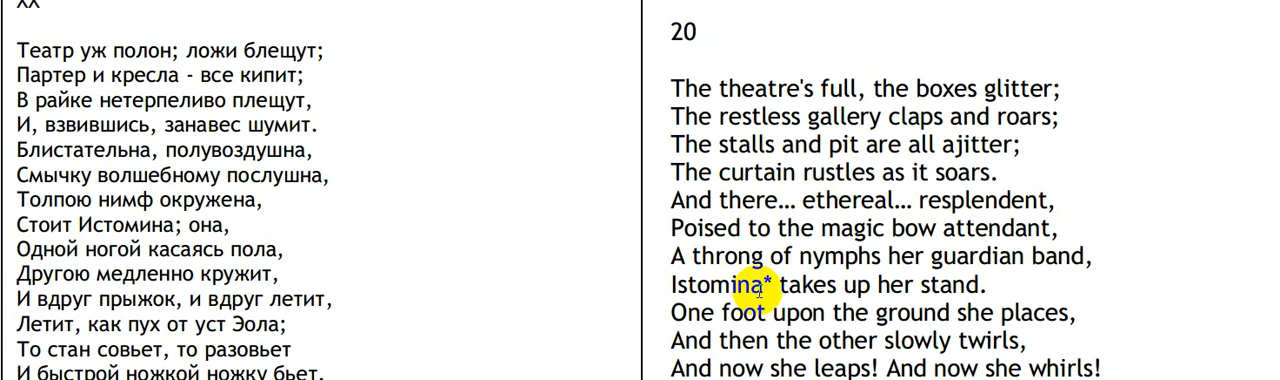 XX
Театр уж полон; ложи блещут;
Партер и кресла - все кипит;
В райке нетерпеливо плещут,
И, взвившись, занавес шумит.
Блистательна, полувоздушна,
Смычку волшебному послушна,
Толпою нимф окружена,
Стоит Истомина; она,
Одной ногой касаясь пола,
Другою медленно кружит,
И вдруг прыжок, и вдруг летит,
Летит, как пух от уст Эола;
То стан совьет, то разовьет
И быстрой ножкой ножку бьет.
20
The theatre's full, the boxes glitter;
The restless gallery claps and roars;
The stalls and pit are all ajitter;
The curtain rustles as it soars.
And there... ethereal... resplendent,
Poised to the magic bow attendant,
A throng of nymphs her guardian band,
Istomina* takes up her stand.
One foot upon the ground she places,
And then the other slowly twirls,
And now she leaps! And now she whirls!